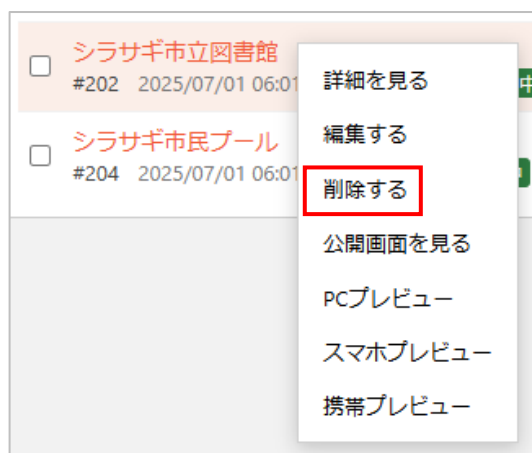 シラサギ市立図書館
#202 2025/07/01 06:01
中
シラサギ市民プール
#204 2025/07/01 06:01
詳細を見る
編集する
削除する
公開画面を見る
PCプレビュー
スマホプレビュー
携帯プレビュー